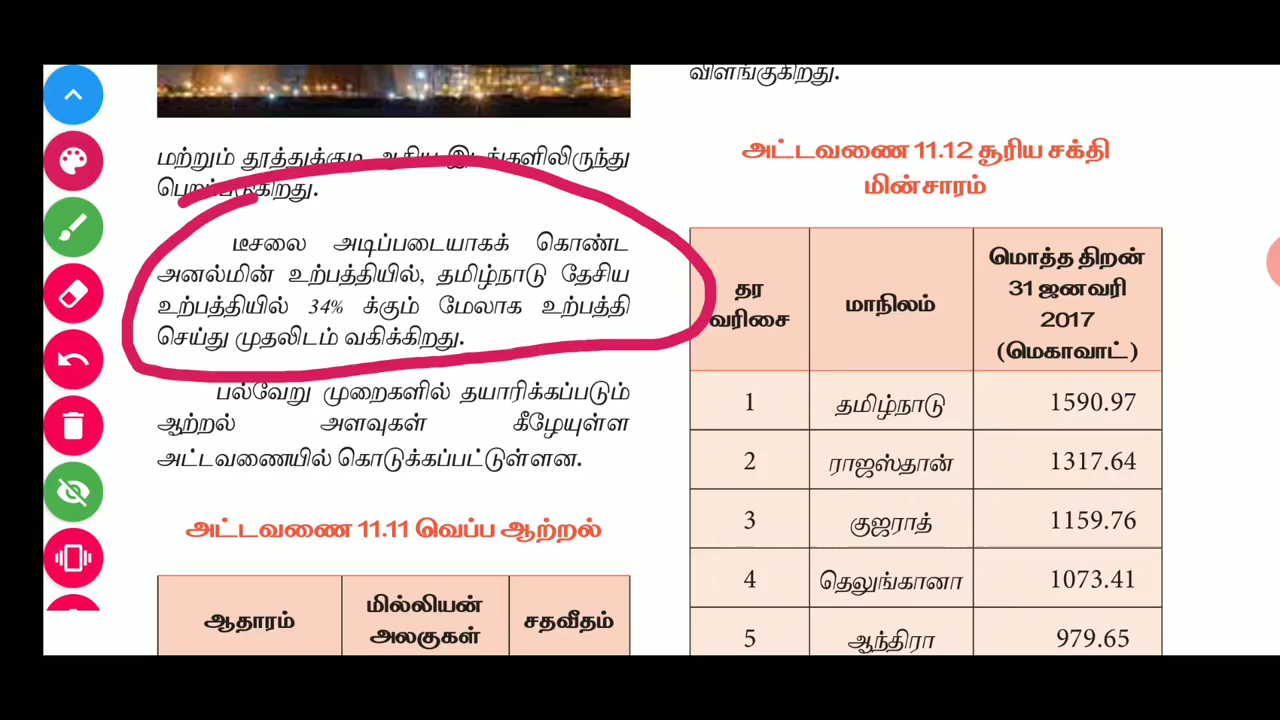 மற்றும் தூத்துக்குடி ஆகிய இடங்களிலிருந்து
பெறப்படுகிறது.
டீசலை அடிப்படையாகக் கொண்ட
அனல்மின் உற்பத்தியில், தமிழ்நாடு தேசிய
உற்பத்தியில் 34% க்கும் மேலாக உற்பத்தி
செய்து முதலிடம் வகிக்கிறது.
பல்வேறு முறைகளில் தயாரிக்கப்படும்
ஆற்றல் அளவுகள் கீழேயுள்ள
அட்டவணையில் கொடுக்கப்பட்டுள்ளன.
அட்டவணை 11.11 வெப்ப ஆற்றல்
ஆதாரம் மில்லியன் அலகுகள் சதவீதம்
விளங்குகிறது.
அட்டவணை 11.12 சூரிய சக்தி
மின்சாரம்
தர வரிசை மாநிலம் மொத்த திறன் 31 ஜனவரி 2017 (மெகாவாட்)
1 தமிழ்நாடு 1590.97
2 ராஜஸ்தான் 1317.64
3 குஜராத் 1159.76
4 தெலுங்கானா 1073.41
5 ஆந்திரா 979.65